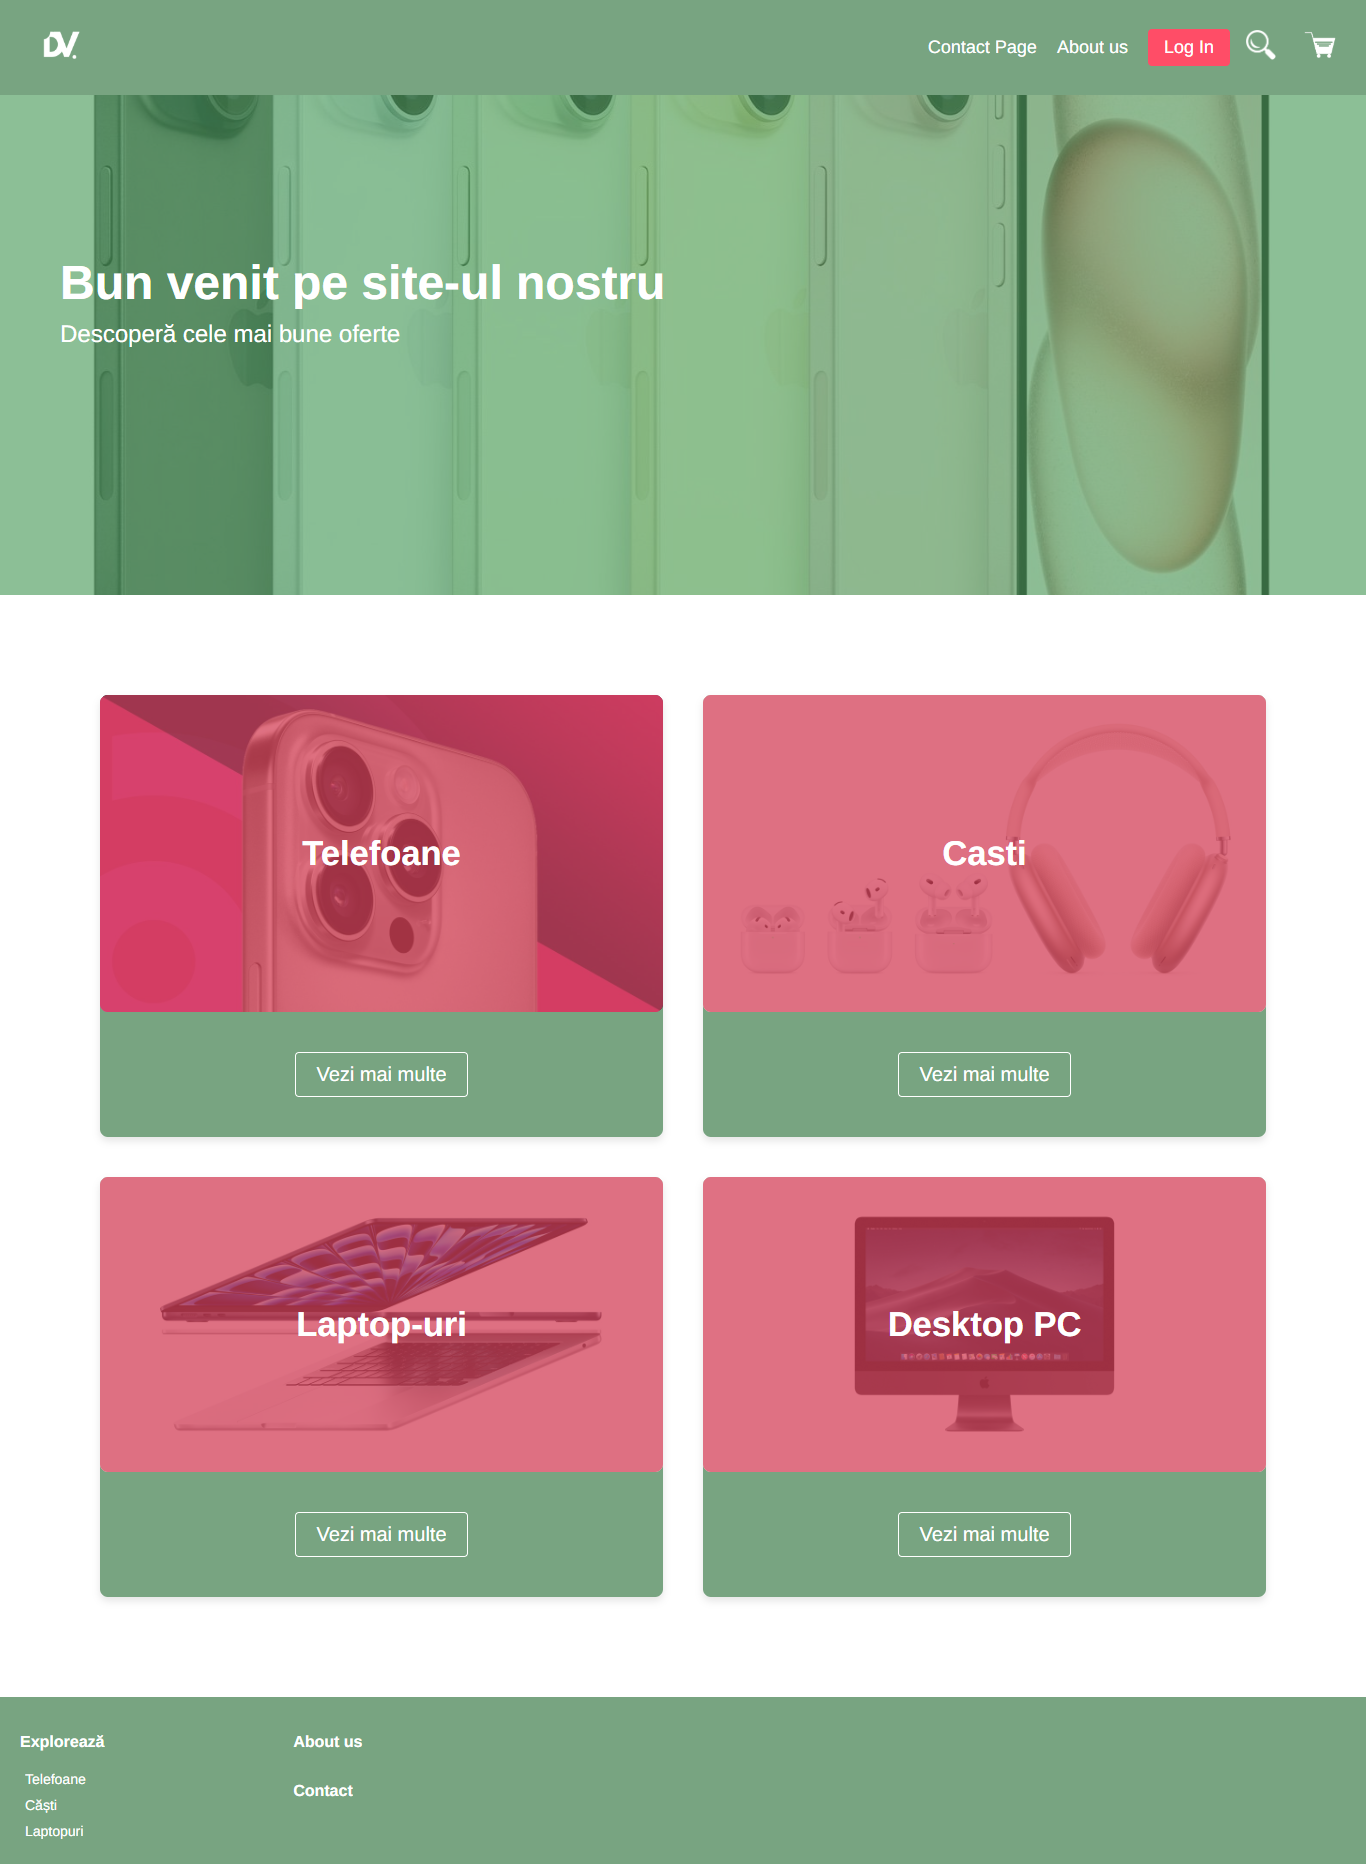 DV.
Contact Page
About us
Log In
Bun venit pe site-ul nostru
Descoperă cele mai bune oferte
Telefoane
Casti
Vezi mai multe
Vezi mai multe
Laptop-uri
Desktop PC
Vezi mai multe
Vezi mai multe
Explorează
Telefoane
Căști
Laptopuri
About us
Contact